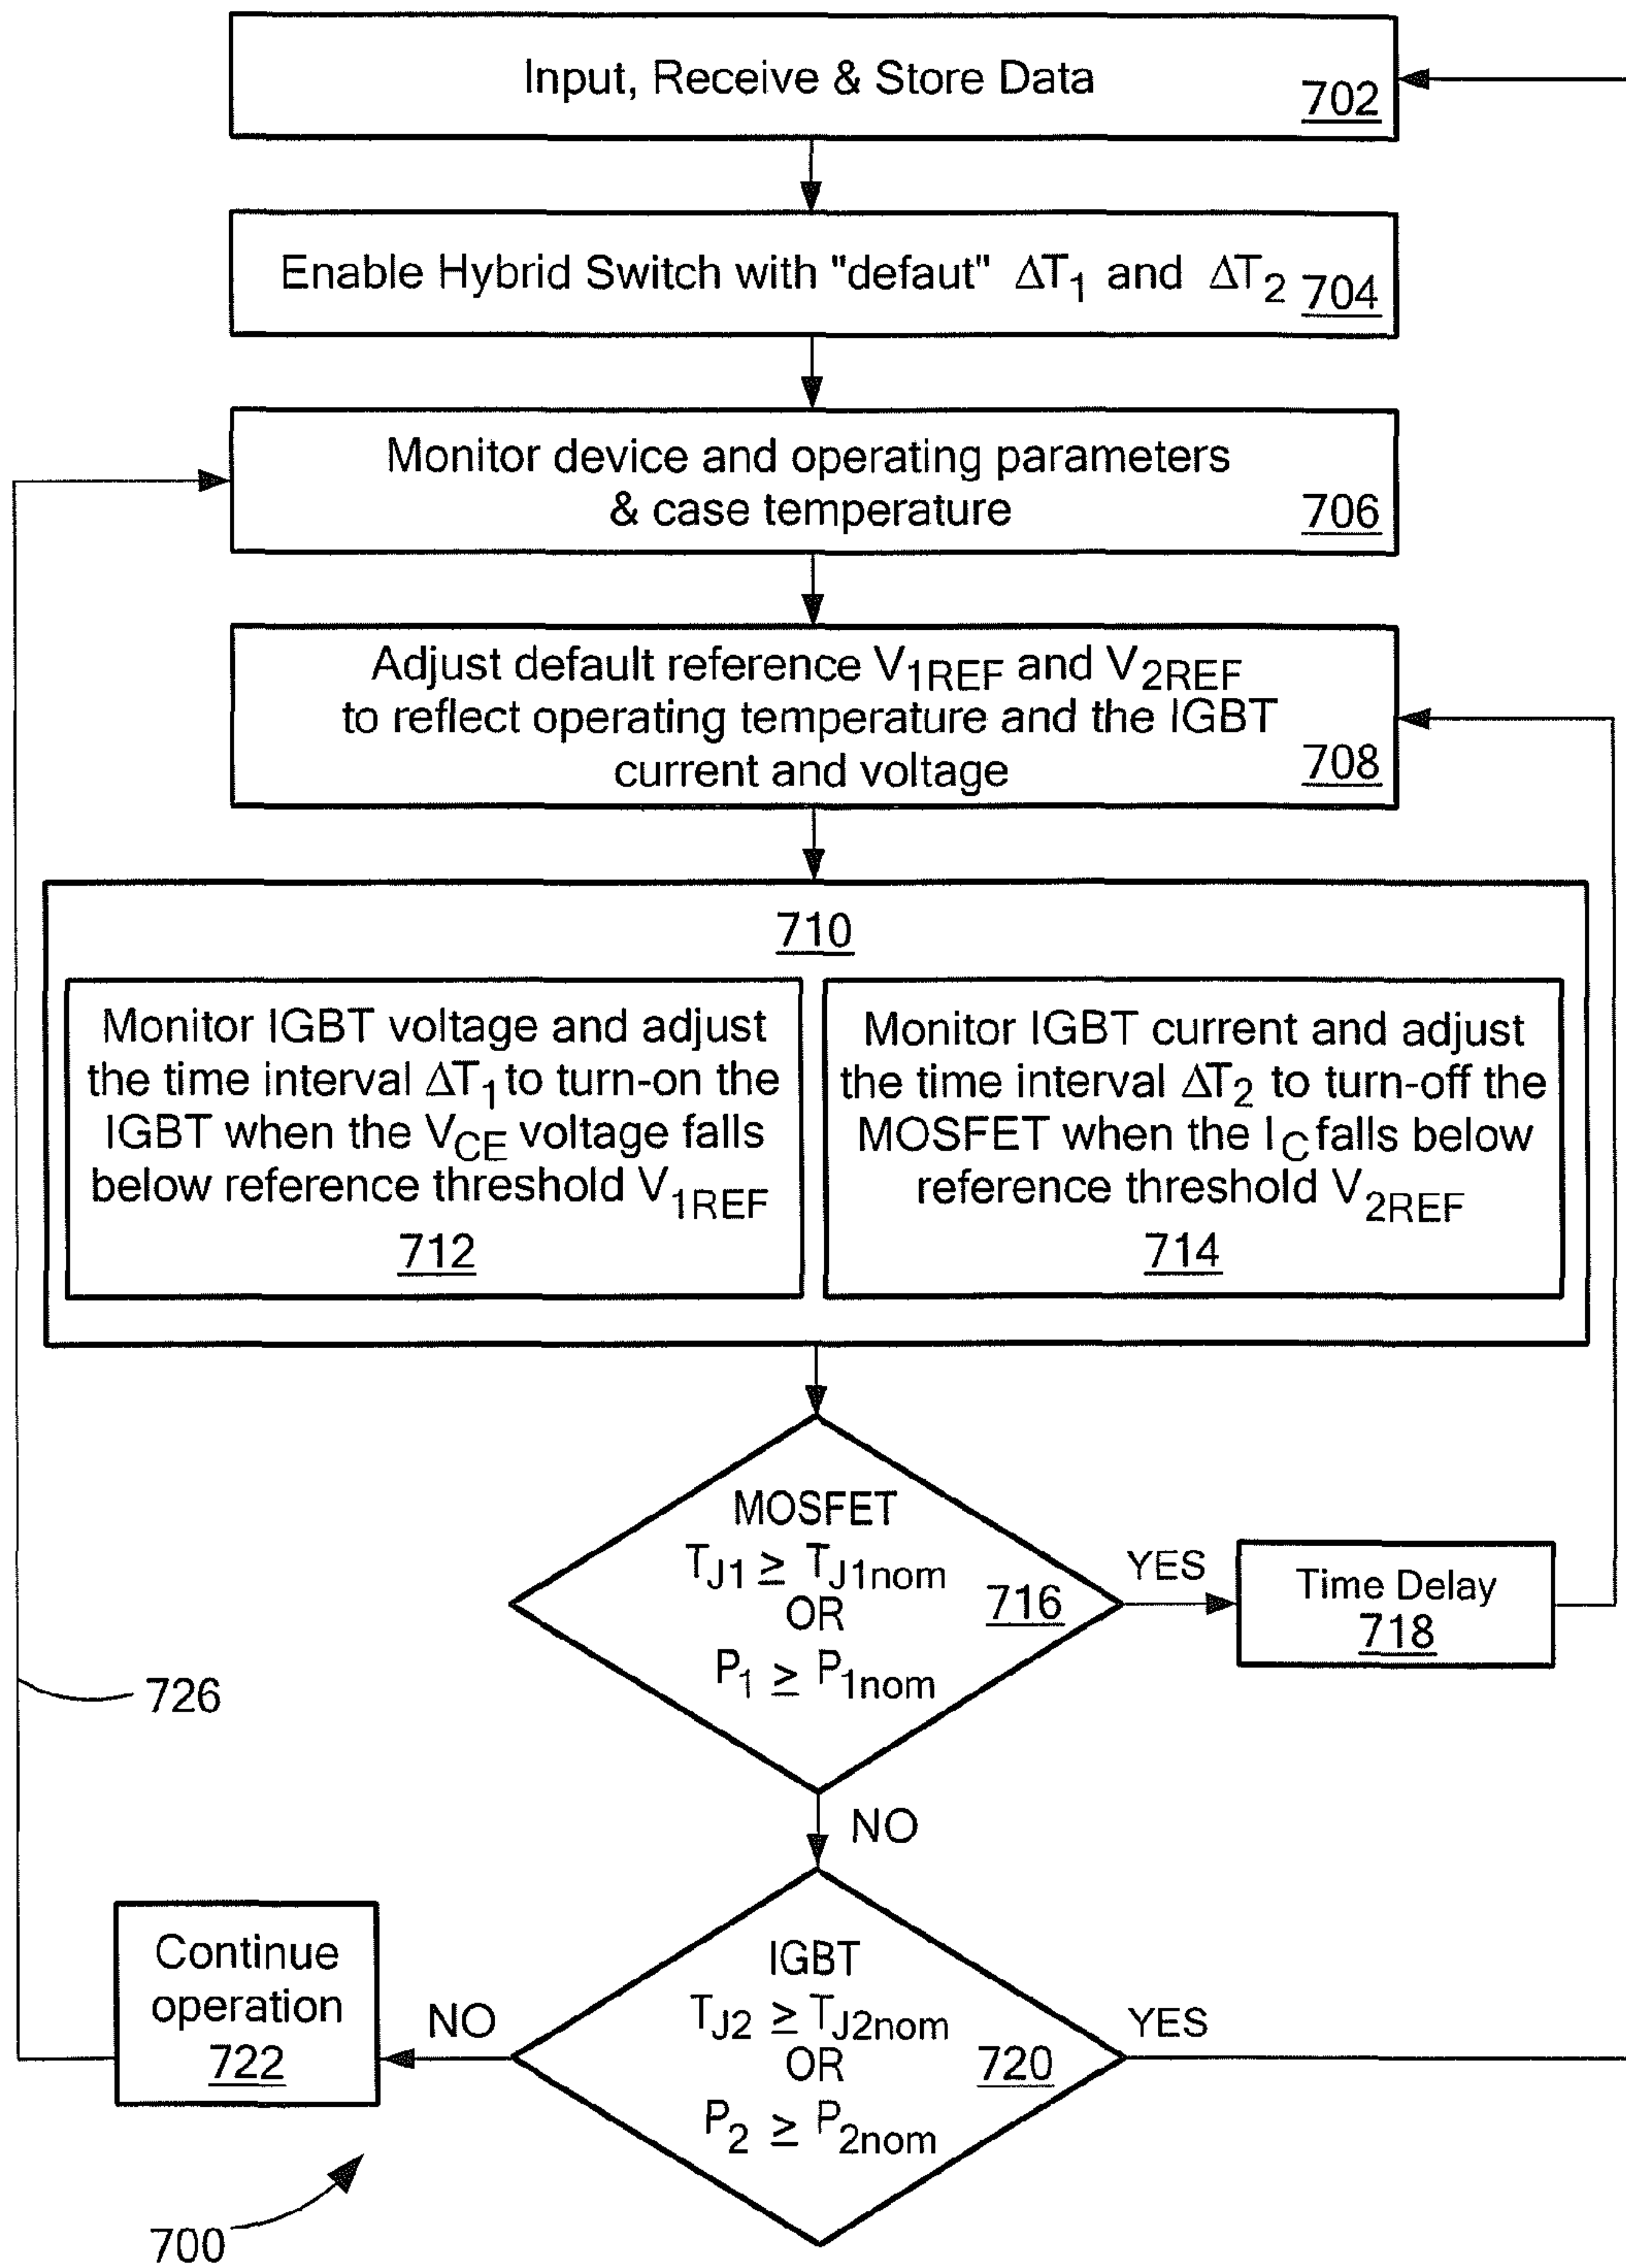 Input, Receive & Store Data
702
Enable Hybrid Switch with "defaut" ΔT1 and ΔT2
704
Monitor device and operating parameters
& case temperature
706
Adjust default reference V1REF and V2REF
to reflect operating temperature and the IGBT
current and voltage
708
710
Monitor IGBT voltage and adjust
the time interval ΔT1 to turn-on the
IGBT when the VCE voltage falls
below reference threshold V1REF
712
Monitor IGBT current and adjust
the time interval ΔT2 to turn-off the
MOSFET when the IC falls below
reference threshold V2REF
714
MOSFET
TJ1 ≥ TJ1nom
OR
P1 ≥ P1nom
716
YES
Time Delay
718
726
NO
IGBT
TJ2 ≥ TJ2nom
OR
P2 ≥ P2nom
720
YES
NO
Continue
operation
722
700